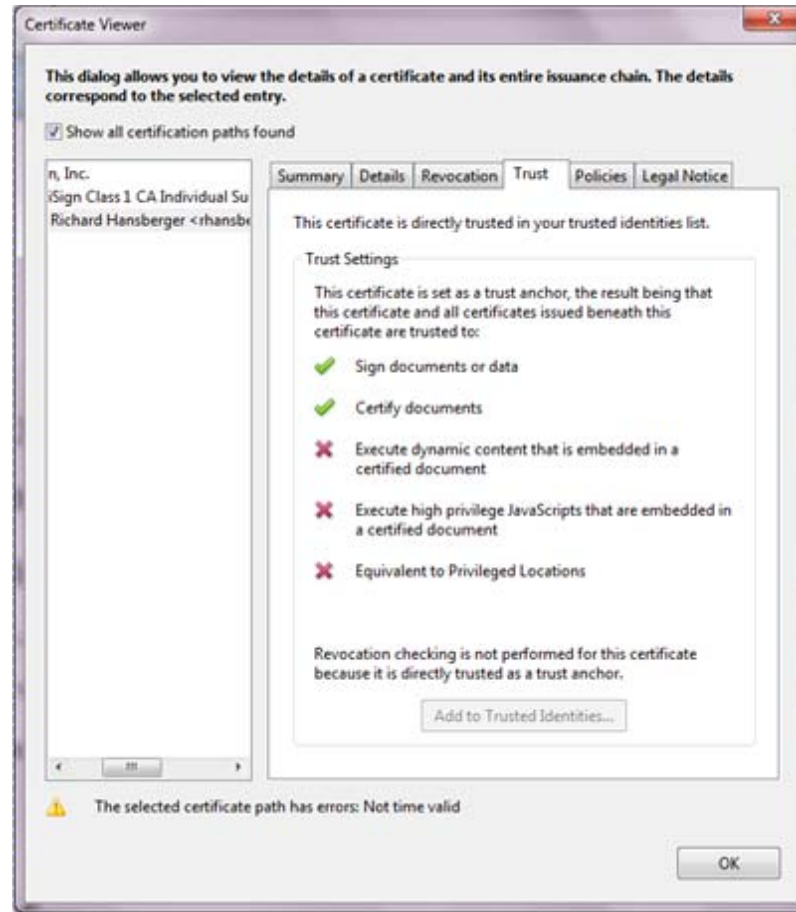 Certificate Viewer
This dialog allows you to view the details of a certificate and its entire issuance chain. The details
correspond to the selected entry.
Show all certification paths found
n, Inc.
iSign Class 1 CA Individual Su
Richard Hansberger <rhansbe
Summary Details Revocation Trust Policies Legal Notice
This certificate is directly trusted in your trusted identities list.
Trust Settings
This certificate is set as a trust anchor, the result being that
this certificate and all certificates issued beneath this
certificate are trusted to:
Sign documents or data
Certify documents
Execute dynamic content that is embedded in a
certified document
Execute high privilege JavaScripts that are embedded in
a certified document
Equivalent to Privileged Locations
Revocation checking is not performed for this certificate
because it is directly trusted as a trust anchor.
Add to Trusted Identities...
The selected certificate path has errors: Not time valid
OK